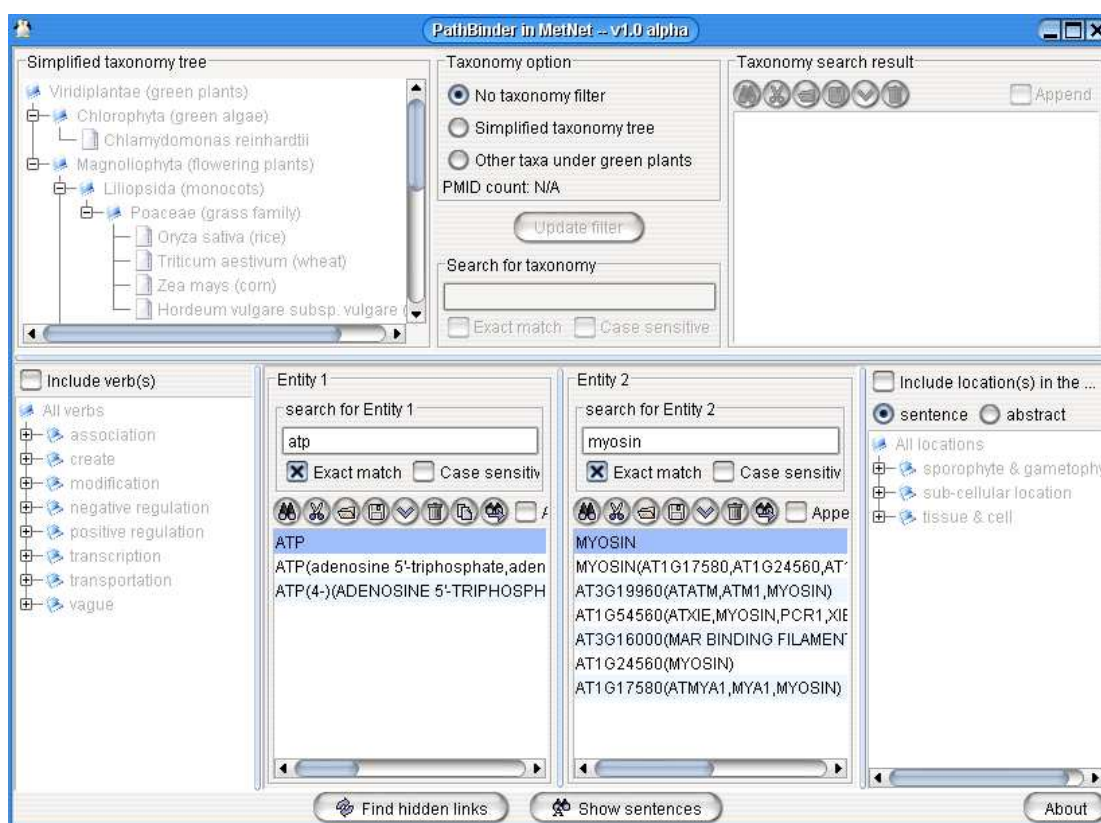 PathBinder in MetNet -- v1.0 alpha
Simplified taxonomy tree
Viridiplantae (green plants)
Chlorophyta (green algae)
Chlamydomonas reinhardtii
Magnoliophyta (flowering plants)
Liliopsida (monocots)
Poaceae (grass family)
Oryza sativa (rice)
Triticum aestivum (wheat)
Zea mays (corn)
Hordeum vulgare subsp. vulgare (
Taxonomy option
No taxonomy filter
Simplified taxonomy tree
Other taxa under green plants
PMID count: N/A
Update filter
Search for taxonomy
Exact match Case sensitive
Taxonomy search result
Append
Include verb(s)
All verbs
association
create
modification
negative regulation
positive regulation
transcription
transportation
vague
Entity 1
search for Entity 1
atp
Exact match Case sensitiv
ATP
ATP(adenosine 5'-triphosphate,aden
ATP(4-)(ADENOSINE 5'-TRIPHOSPH
Entity 2
search for Entity 2
myosin
Exact match Case sensitiv
Appe
MYOSIN
MYOSIN(AT1G17580,AT1G24560,AT
AT3G19960(ATATM,ATM1,MYOSIN)
AT1G54560(ATXIE,MYOSIN,PCR1,XIE
AT3G16000(MAR BINDING FILAMEN
AT1G24560(MYOSIN)
AT1G17580(ATMYA1,MYA1,MYOSIN)
Include location(s) in the ...
sentence abstract
All locations
sporophyte & gametophy
sub-cellular location
tissue & cell
Find hidden links
Show sentences
About